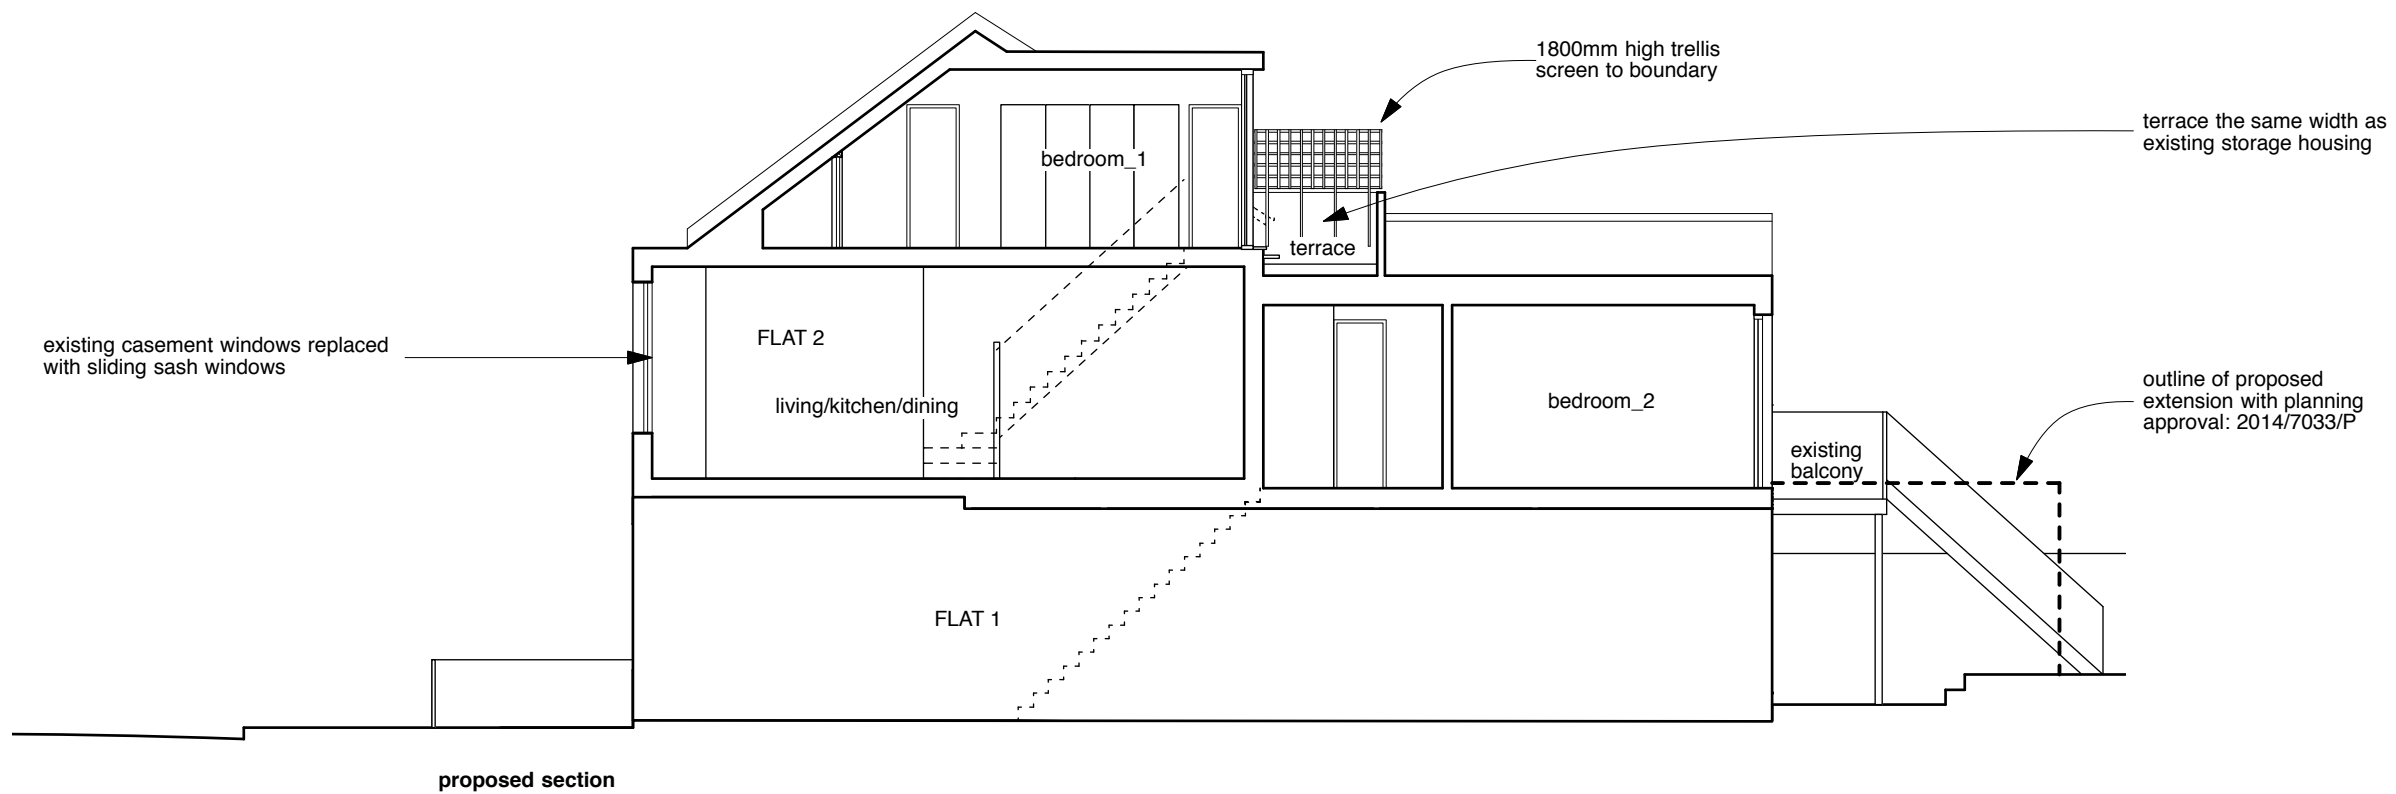 1800mm high trellis
screen to boundary
terrace the same width as
existing storage housing
bedroom_1
terrace
existing casement windows replaced
with sliding sash windows
FLAT 2
living/kitchen/dining
bedroom_2
outline of proposed
extension with planning
approval: 2014/7033/P
existing
balcony
FLAT 1
proposed section